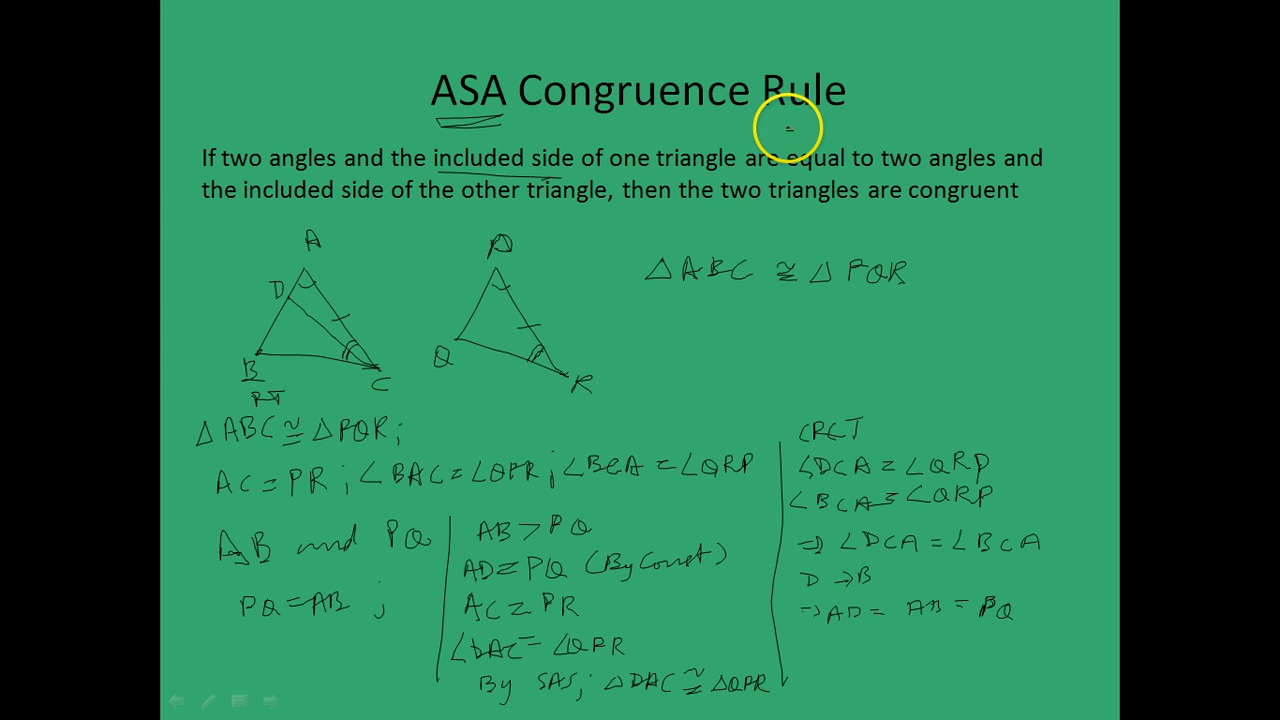 ASA Congruence Rule
If two angles and the included side of one triangle are equal to two angles and
the included side of the other triangle, then the two triangles are congruent
A
P
D
B
C
Q
R
△ABC ≅ △PQR
△ABC ≅ △PQR;
AC = PR; ∠BAC = ∠QPR; ∠BCA = ∠QRP
AB and PQ
PQ = AB ;
AB > PQ
AD = PQ (By Const)
AC = PR
∠DAC = ∠QPR
By SAS; △DAC ≅ △QPR
CPCT
∠DCA = ∠QRP
∠BCA = ∠QRP
⇒ ∠DCA = ∠BCA
D → B
⇒ AD = AB = PQ